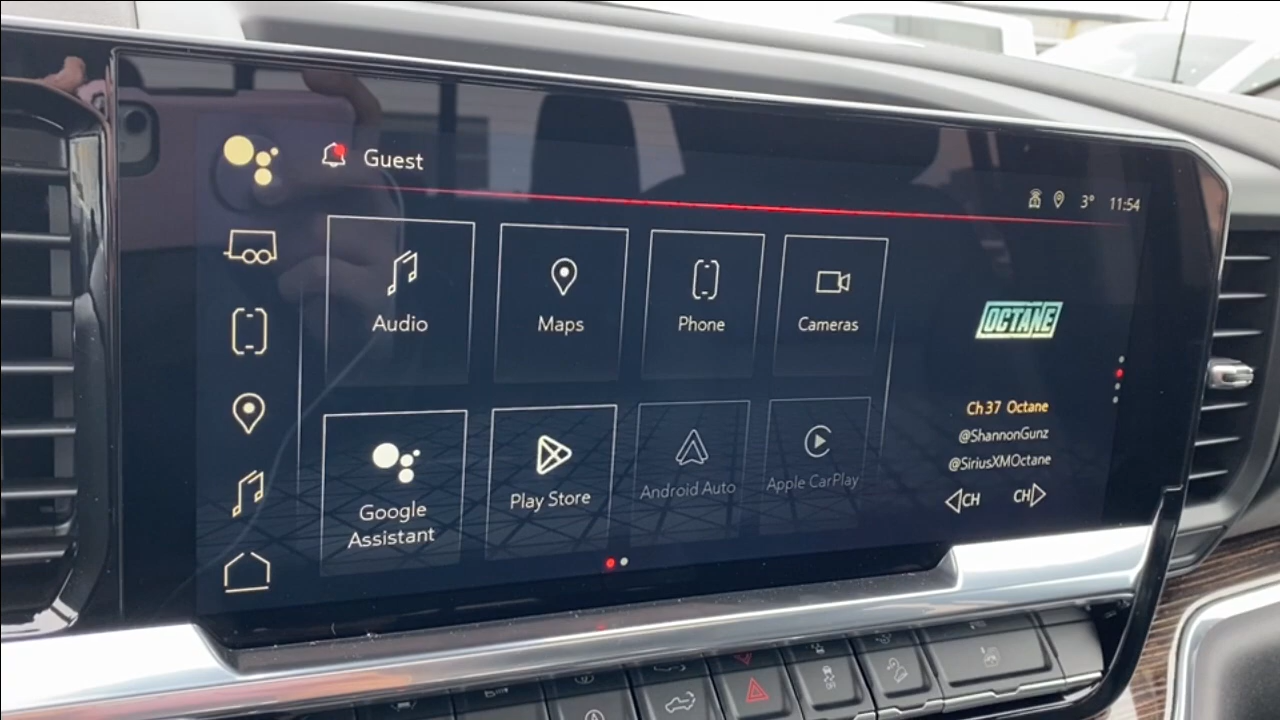 Guest
3° 11:54
Audio
Maps
Phone
Cameras
OCTANE
Ch 37 Octane
@ShannonGunz
@SiriusXMOctane
CH
CH
Google
Assistant
Play Store
Android Auto
Apple CarPlay